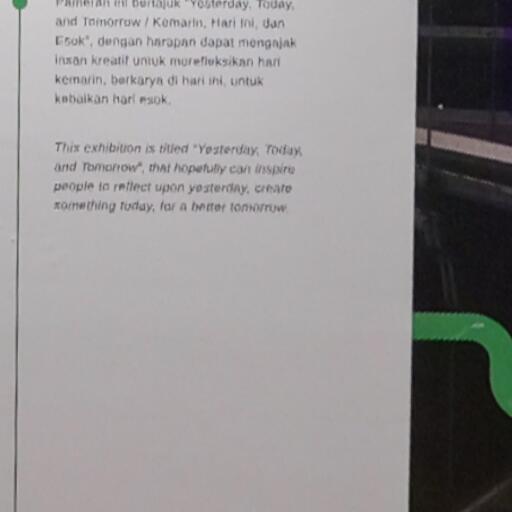 Pameran ini bertajuk "Yesterday, Today,
and Tomorrow / Kemarin, Hari Ini, dan
Esok", dengan harapan dapat mengajak
insan kreatif untuk merefleksikan hari
kemarin, berkarya di hari ini, untuk
kebaikan hari esok.
This exhibition is titled "Yesterday, Today,
and Tomorrow", that hopefully can inspire
people to reflect upon yesterday, create
something today, for a better tomorrow.